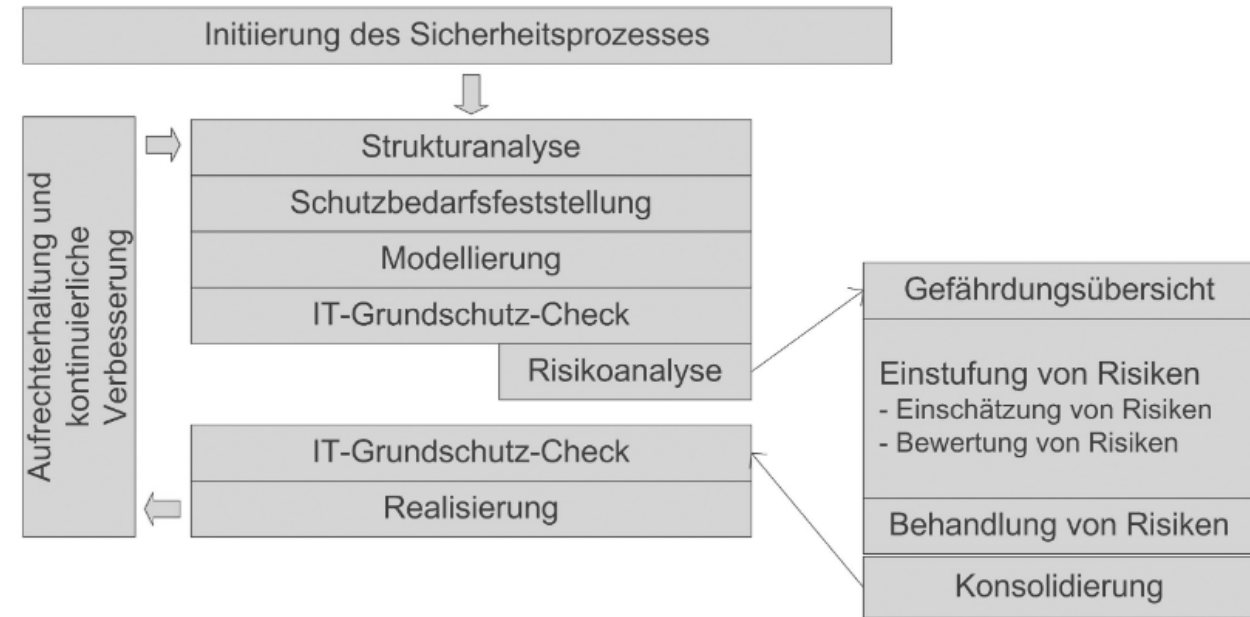 Initiierung des Sicherheitsprozesses
Aufrechterhaltung und
kontinuierliche
Verbesserung
Strukturanalyse
Schutzbedarfsfeststellung
Modellierung
IT-Grundschutz-Check
Risikoanalyse
Gefährdungsübersicht
Einstufung von Risiken
- Einschätzung von Risiken
- Bewertung von Risiken
Behandlung von Risiken
Konsolidierung
IT-Grundschutz-Check
Realisierung